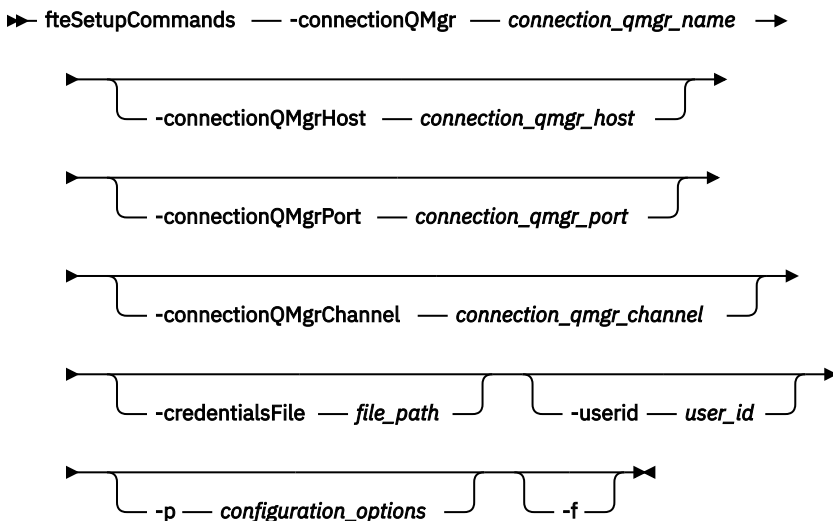 fteSetupCommands -connectionQMgr connection_qmgr_name
-connectionQMgrHost connection_qmgr_host
-connectionQMgrPort connection_qmgr_port
-connectionQMgrChannel connection_qmgr_channel
-credentialsFile file_path -userid user_id
-p configuration_options -f